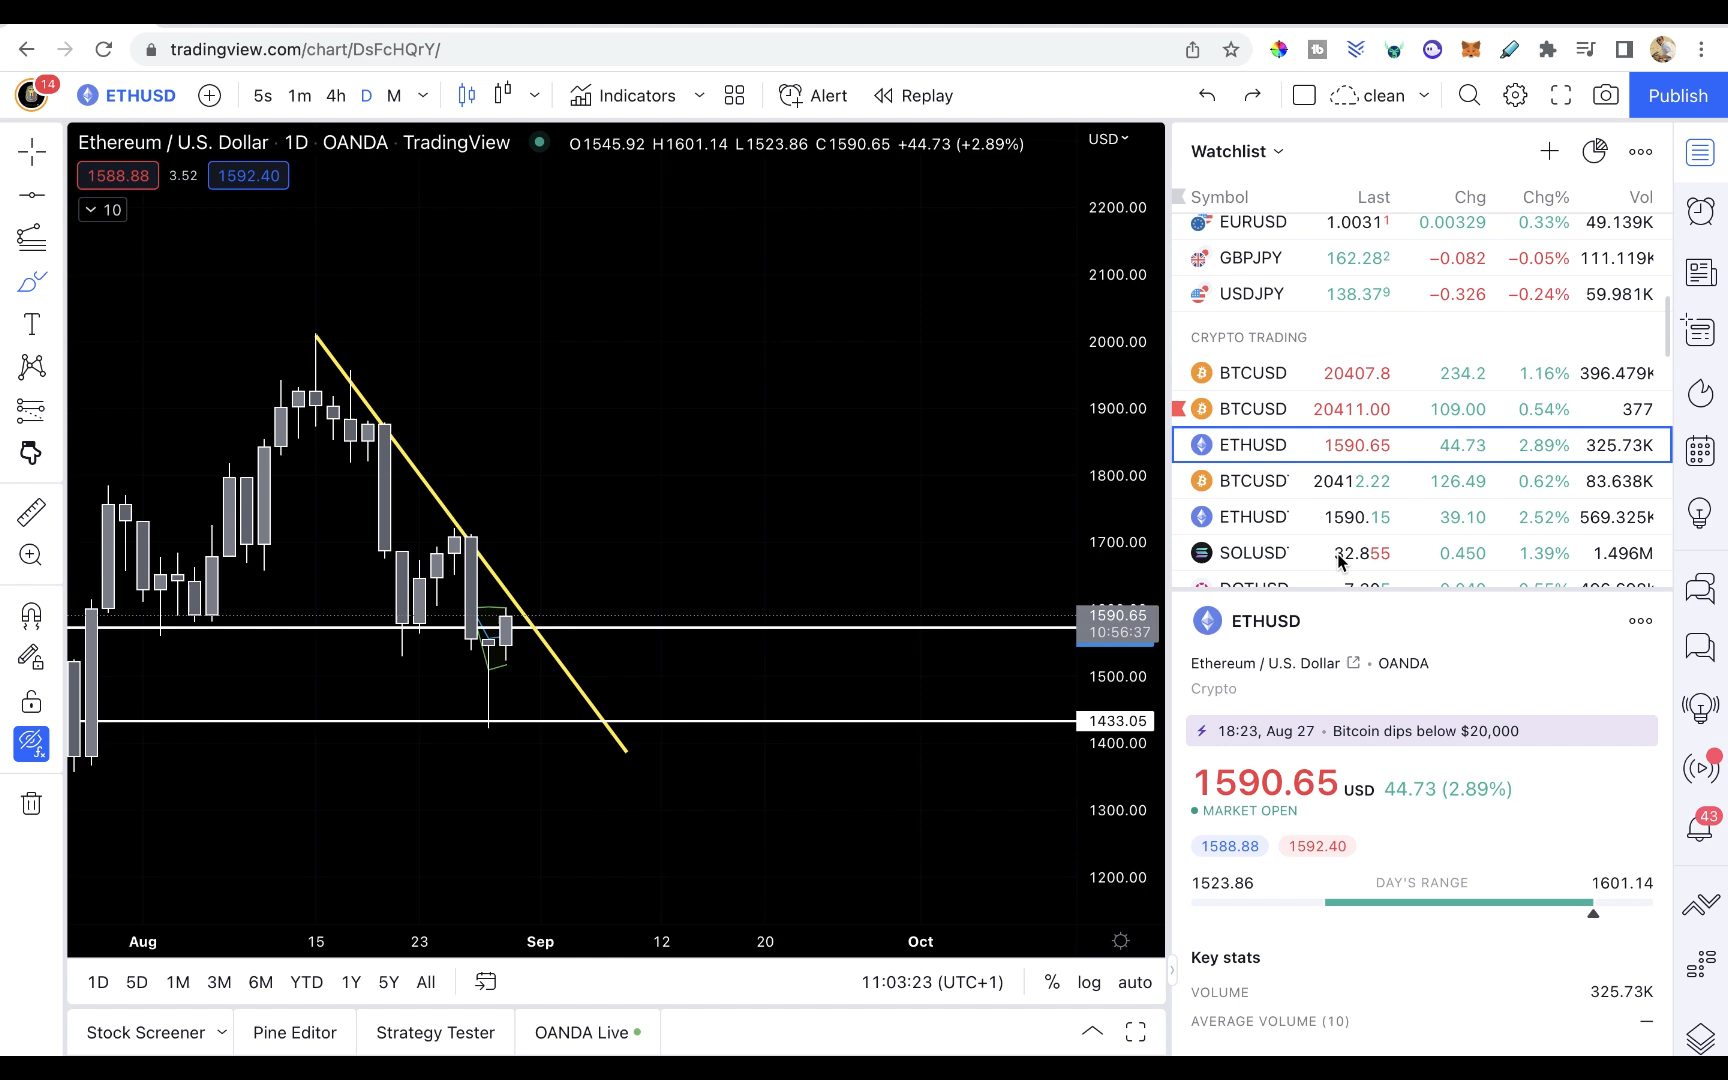 tradingview.com/chart/DsFcHQrY/
14
ETHUSD
5s 1m 4h D M
Indicators
Alert
Replay
clean
Publish
Ethereum / U.S. Dollar · 1D · OANDA · TradingView
O1545.92 H1601.14 L1523.86 C1590.65 +44.73 (+2.89%)
USD
1588.88 3.52 1592.40
10
2200.00
2100.00
2000.00
1900.00
1800.00
1700.00
1590.65
10:56:37
1500.00
1433.05
1400.00
1300.00
1200.00
Aug 15 23 Sep 12 20 Oct
1D 5D 1M 3M 6M YTD 1Y 5Y All
11:03:23 (UTC+1)
% log auto
Stock Screener
Pine Editor
Strategy Tester
OANDA Live
Watchlist
Symbol Last Chg Chg% Vol
EURUSD 1.0031¹ 0.00329 0.33% 49.139K
GBPJPY 162.28² −0.082 −0.05% 111.119K
USDJPY 138.37⁹ −0.326 −0.24% 59.981K
CRYPTO TRADING
BTCUSD 20407.8 234.2 1.16% 396.479K
BTCUSD 20411.00 109.00 0.54% 377
ETHUSD 1590.65 44.73 2.89% 325.73K
BTCUSD 20412.22 126.49 0.62% 83.638K
ETHUSD 1590.15 39.10 2.52% 569.325K
SOLUSD 32.855 0.450 1.39% 1.496M
ETHUSD
Ethereum / U.S. Dollar • OANDA
Crypto
18:23, Aug 27 • Bitcoin dips below $20,000
1590.65 USD 44.73 (2.89%)
MARKET OPEN
1588.88 1592.40
1523.86 DAY'S RANGE 1601.14
Key stats
VOLUME 325.73K
AVERAGE VOLUME (10) —
43